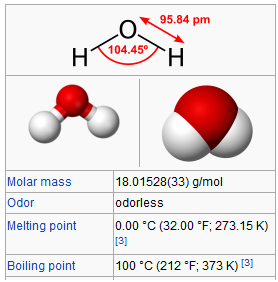 O
95.84 pm
H
104.45º
H
Molar mass
18.01528(33) g/mol
Odor
odorless
Melting point
0.00 °C (32.00 °F; 273.15 K)
[3]
Boiling point
100 °C (212 °F; 373 K) [3]